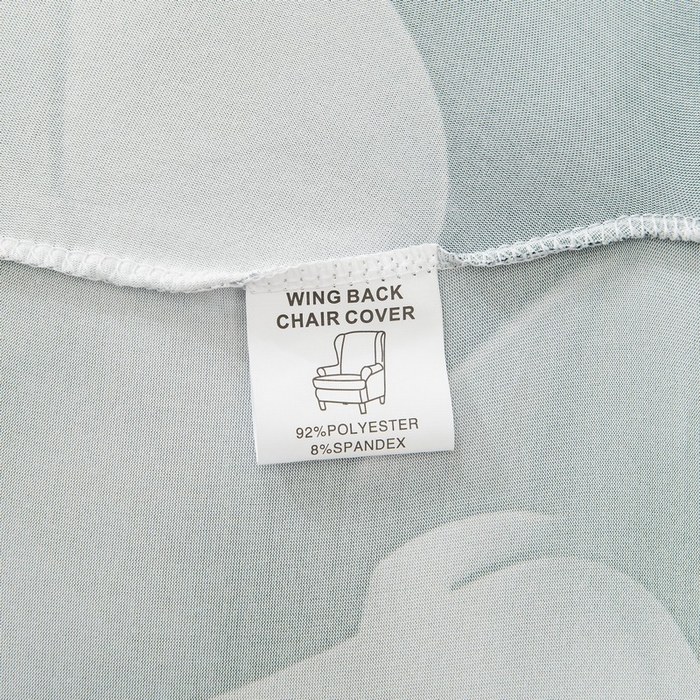 WING BACK
CHAIR COVER
92%POLYESTER
8%SPANDEX